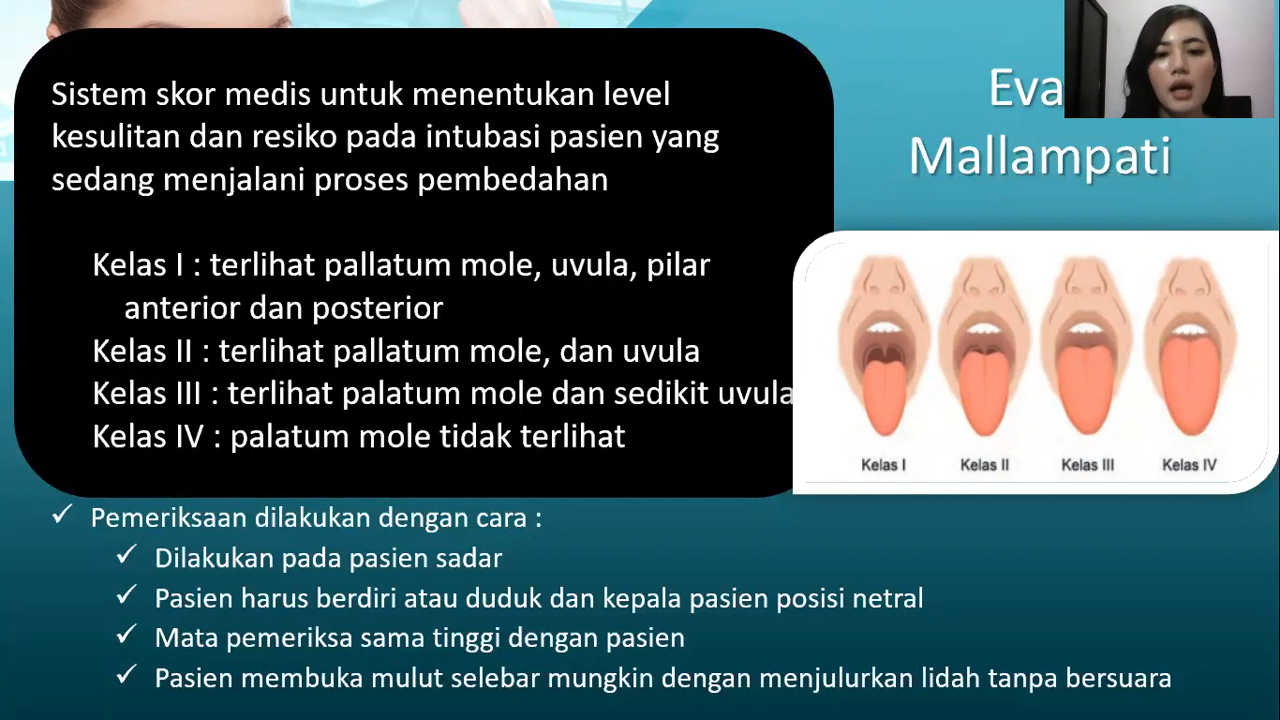 Sistem skor medis untuk menentukan level
kesulitan dan resiko pada intubasi pasien yang
sedang menjalani proses pembedahan
Kelas I : terlihat pallatum mole, uvula, pilar
anterior dan posterior
Kelas II : terlihat pallatum mole, dan uvula
Kelas III : terlihat palatum mole dan sedikit uvula
Kelas IV : palatum mole tidak terlihat
Mallampati
Kelas I
Kelas II
Kelas III
Kelas IV
Pemeriksaan dilakukan dengan cara :
Dilakukan pada pasien sadar
Pasien harus berdiri atau duduk dan kepala pasien posisi netral
Mata pemeriksa sama tinggi dengan pasien
Pasien membuka mulut selebar mungkin dengan menjulurkan lidah tanpa bersuara